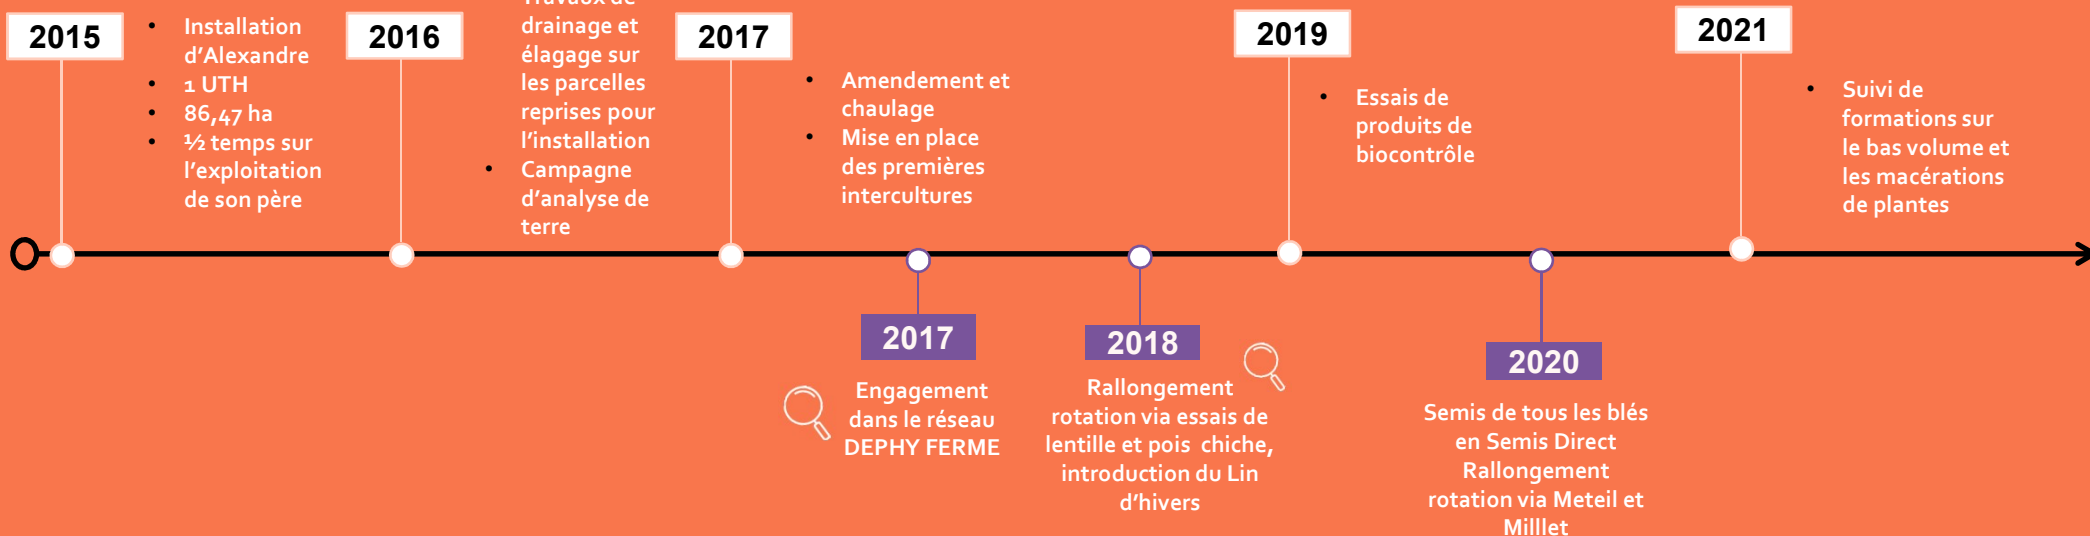 2015
• Installation
d’Alexandre
• 1 UTH
• 86,47 ha
• ½ temps sur
l’exploitation
de son père
2016
Travaux de
drainage et
élagage sur
les parcelles
reprises pour
l’installation
• Campagne
d’analyse de
terre
2017
• Amendement et
chaulage
• Mise en place
des premières
intercultures
2019
• Essais de
produits de
biocontrôle
2021
• Suivi de
formations sur
le bas volume et
les macérations
de plantes
2017
Engagement
dans le réseau
DEPHY FERME
2018
Rallongement
rotation via essais de
lentille et pois chiche,
introduction du Lin
d’hivers
2020
Semis de tous les blés
en Semis Direct
Rallongement
rotation via Meteil et
Milllet